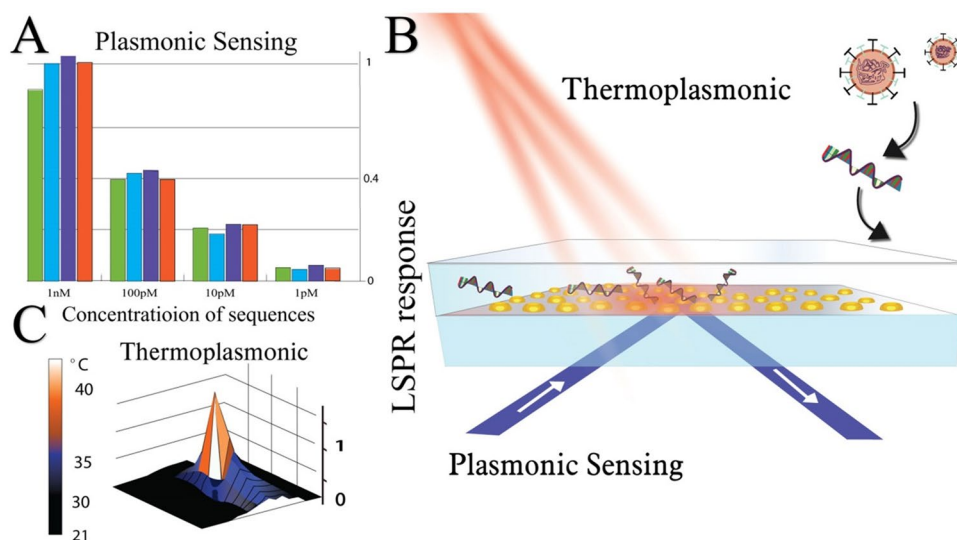 A
Plasmonic Sensing
1
0.4
0
1nM 100pM 10pM 1pM
Concentratioion of sequences
B
Thermoplasmonic
LSPR response
Plasmonic Sensing
C
Thermoplasmonic
°C
40
35
30
21
1
0